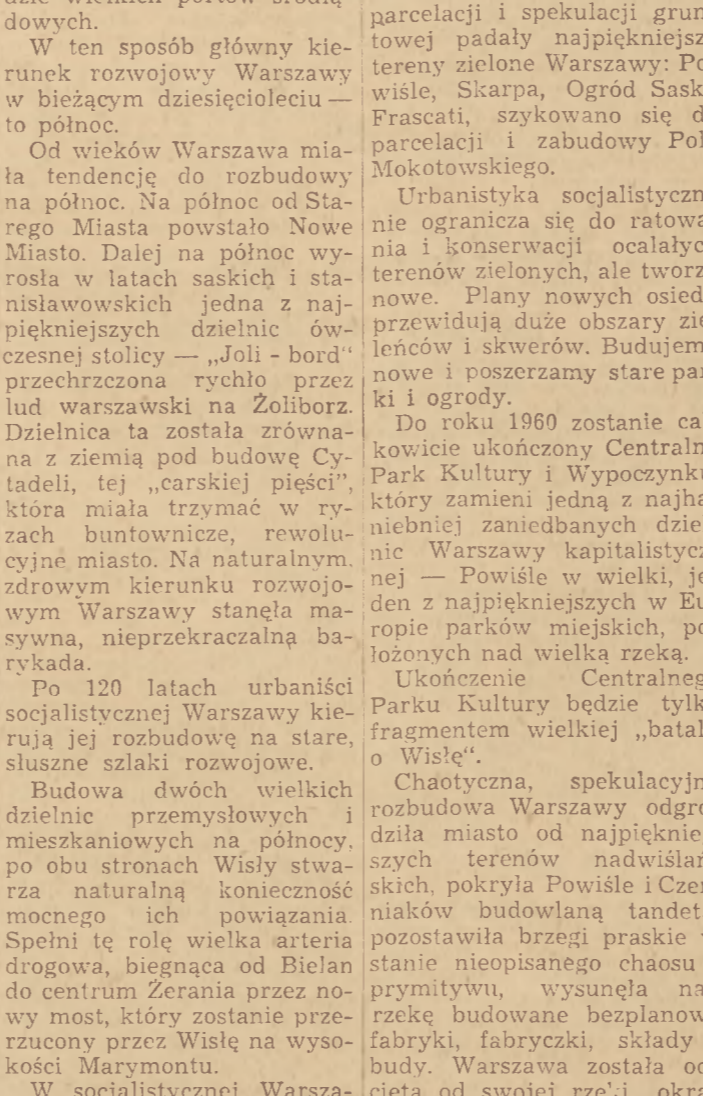 dowych.
W ten sposób główny kie-
runek rozwojowy Warszawy
w bieżącym dziesięcioleciu —
to północ.
Od wieków Warszawa mia-
ła tendencję do rozbudowy
na północ. Na północ od Sta-
rego Miasta powstało Nowe
Miasto. Dalej na północ wy-
rosła w latach saskich i sta-
nisławowskich jedna z naj-
piękniejszych dzielnic ów-
czesnej stolicy — „Joli - bord“
przechrzczona rychło przez
lud warszawski na Żoliborz.
Dzielnica ta została zrówna-
na z ziemią pod budowę Cy-
tadeli, tej „carskiej pięści”,
która miała trzymać w ry-
zach buntownicze, rewolu-
cyjne miasto. Na naturalnym,
zdrowym kierunku rozwojo-
wym Warszawy stanęła ma-
sywna, nieprzekraczalną ba-
rykada.
Po 120 latach urbaniści
socjalistycznej Warszawy kie-
rują jej rozbudowę na stare,
słuszne szlaki rozwojowe.
Budowa dwóch wielkich
dzielnic przemysłowych i
mieszkaniowych na północy,
po obu stronach Wisły stwa-
rza naturalną konieczność
mocnego ich powiązania.
Spełni tę rolę wielka arteria
drogowa, biegnąca od Bielan
do centrum Żerania przez no-
wy most, który zostanie prze-
rzucony przez Wisłę na wyso-
kości Marymontu.
W socjalistycznej Warsza-
parcelacji i spekulacji grun
towej padały najpiękniejsz
tereny zielone Warszawy: Po
wiśle, Skarpa, Ogród Sask
Frascati, szykowano się d
parcelacji i zabudowy Pol
Mokotowskiego.
Urbanistyka socjalistyczn
nie ogranicza się do ratowa
nia i konserwacji ocalałyc
terenów zielonych, ale tworz
nowe. Plany nowych osied
przewidują duże obszary zie
leńców i skwerów. Budujem
nowe i poszerzamy stare par
ki i ogrody.
Do roku 1960 zostanie cał
kowicie ukończony Centraln
Park Kultury i Wypoczynku
który zamieni jedną z najha
niebniej zaniedbanych dziel
nic Warszawy kapitalistycz
nej — Powiśle w wielki, je
den z najpiękniejszych w Eu
ropie parków miejskich, po
łożonych nad wielką rzeką.
Ukończenie Centralneg
Parku Kultury będzie tylk
fragmentem wielkiej „batal
o Wisłę“.
Chaotyczna, spekulacyjn
rozbudowa Warszawy odgro
dziła miasto od najpięknie
szych terenów nadwiślań
skich, pokryła Powiśle i Czer
niaków budowlaną tandet
pozostawiła brzegi praskie w
stanie nieopisanego chaosu
prymitywu, wysunęła na
rzekę budowane bezplanow
fabryki, fabryczki, składy
budy. Warszawa została od
cięta od swojej rzeki, okra